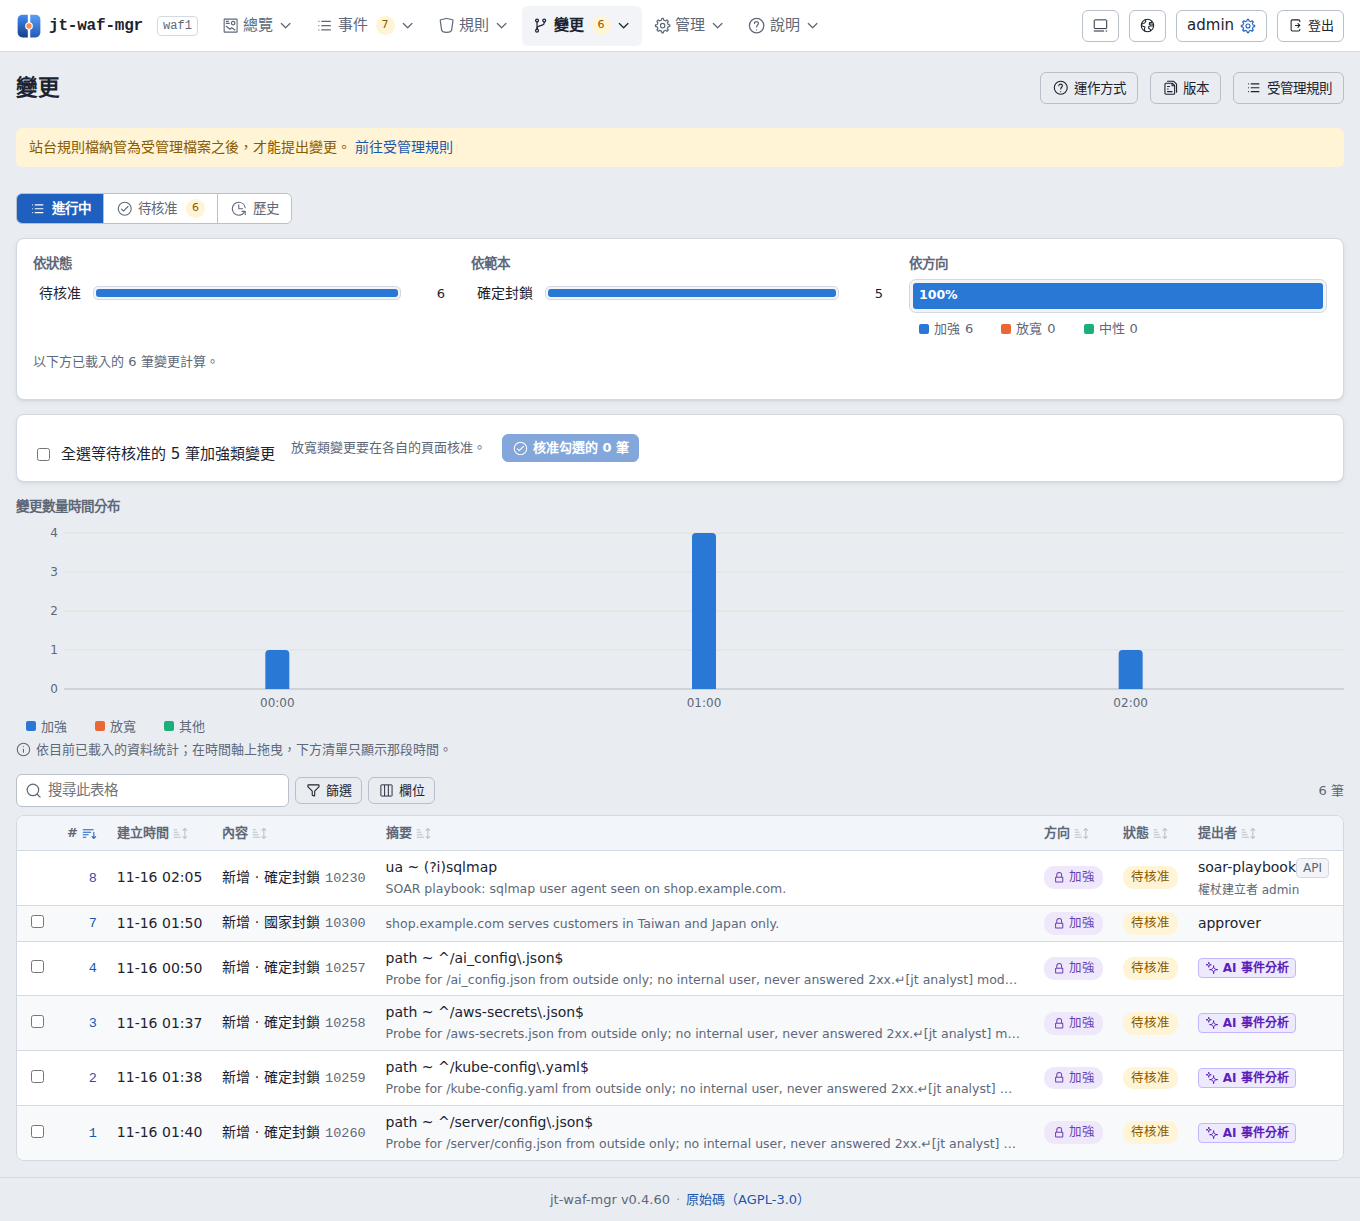 jt-waf-mgr waf1 總覽 事件 7 規則 變更 6 管理 說明 admin 登出
變更 運作方式 版本 受管理規則
站台規則檔納管為受管理檔案之後，才能提出變更。 前往受管理規則
進行中 待核准 6 歷史
依狀態 依範本 依方向
待核准 6 確定封鎖 5 100%
加強 6 放寬 0 中性 0
以下方已載入的 6 筆變更計算。
全選等待核准的 5 筆加強類變更 放寬類變更要在各自的頁面核准。 核准勾選的 0 筆
變更數量時間分布
4
3
2
1
0
00:00 01:00 02:00
加強 放寬 其他
依目前已載入的資料統計；在時間軸上拖曳，下方清單只顯示那段時間。
搜尋此表格 篩選 欄位 6 筆
# 建立時間 內容 摘要 方向 狀態 提出者
8 11-16 02:05 新增 · 確定封鎖 10230 ua ~ (?i)sqlmap 加強 待核准 soar-playbook API
SOAR playbook: sqlmap user agent seen on shop.example.com. 權杖建立者 admin
7 11-16 01:50 新增 · 國家封鎖 10300 shop.example.com serves customers in Taiwan and Japan only. 加強 待核准 approver
4 11-16 00:50 新增 · 確定封鎖 10257 path ~ ^/ai_config\.json$ 加強 待核准 AI 事件分析
Probe for /ai_config.json from outside only; no internal user, never answered 2xx.↵[jt analyst] mod…
3 11-16 01:37 新增 · 確定封鎖 10258 path ~ ^/aws-secrets\.json$ 加強 待核准 AI 事件分析
Probe for /aws-secrets.json from outside only; no internal user, never answered 2xx.↵[jt analyst] m…
2 11-16 01:38 新增 · 確定封鎖 10259 path ~ ^/kube-config\.yaml$ 加強 待核准 AI 事件分析
Probe for /kube-config.yaml from outside only; no internal user, never answered 2xx.↵[jt analyst] …
1 11-16 01:40 新增 · 確定封鎖 10260 path ~ ^/server/config\.json$ 加強 待核准 AI 事件分析
Probe for /server/config.json from outside only; no internal user, never answered 2xx.↵[jt analyst] …
jt-waf-mgr v0.4.60 · 原始碼（AGPL-3.0）